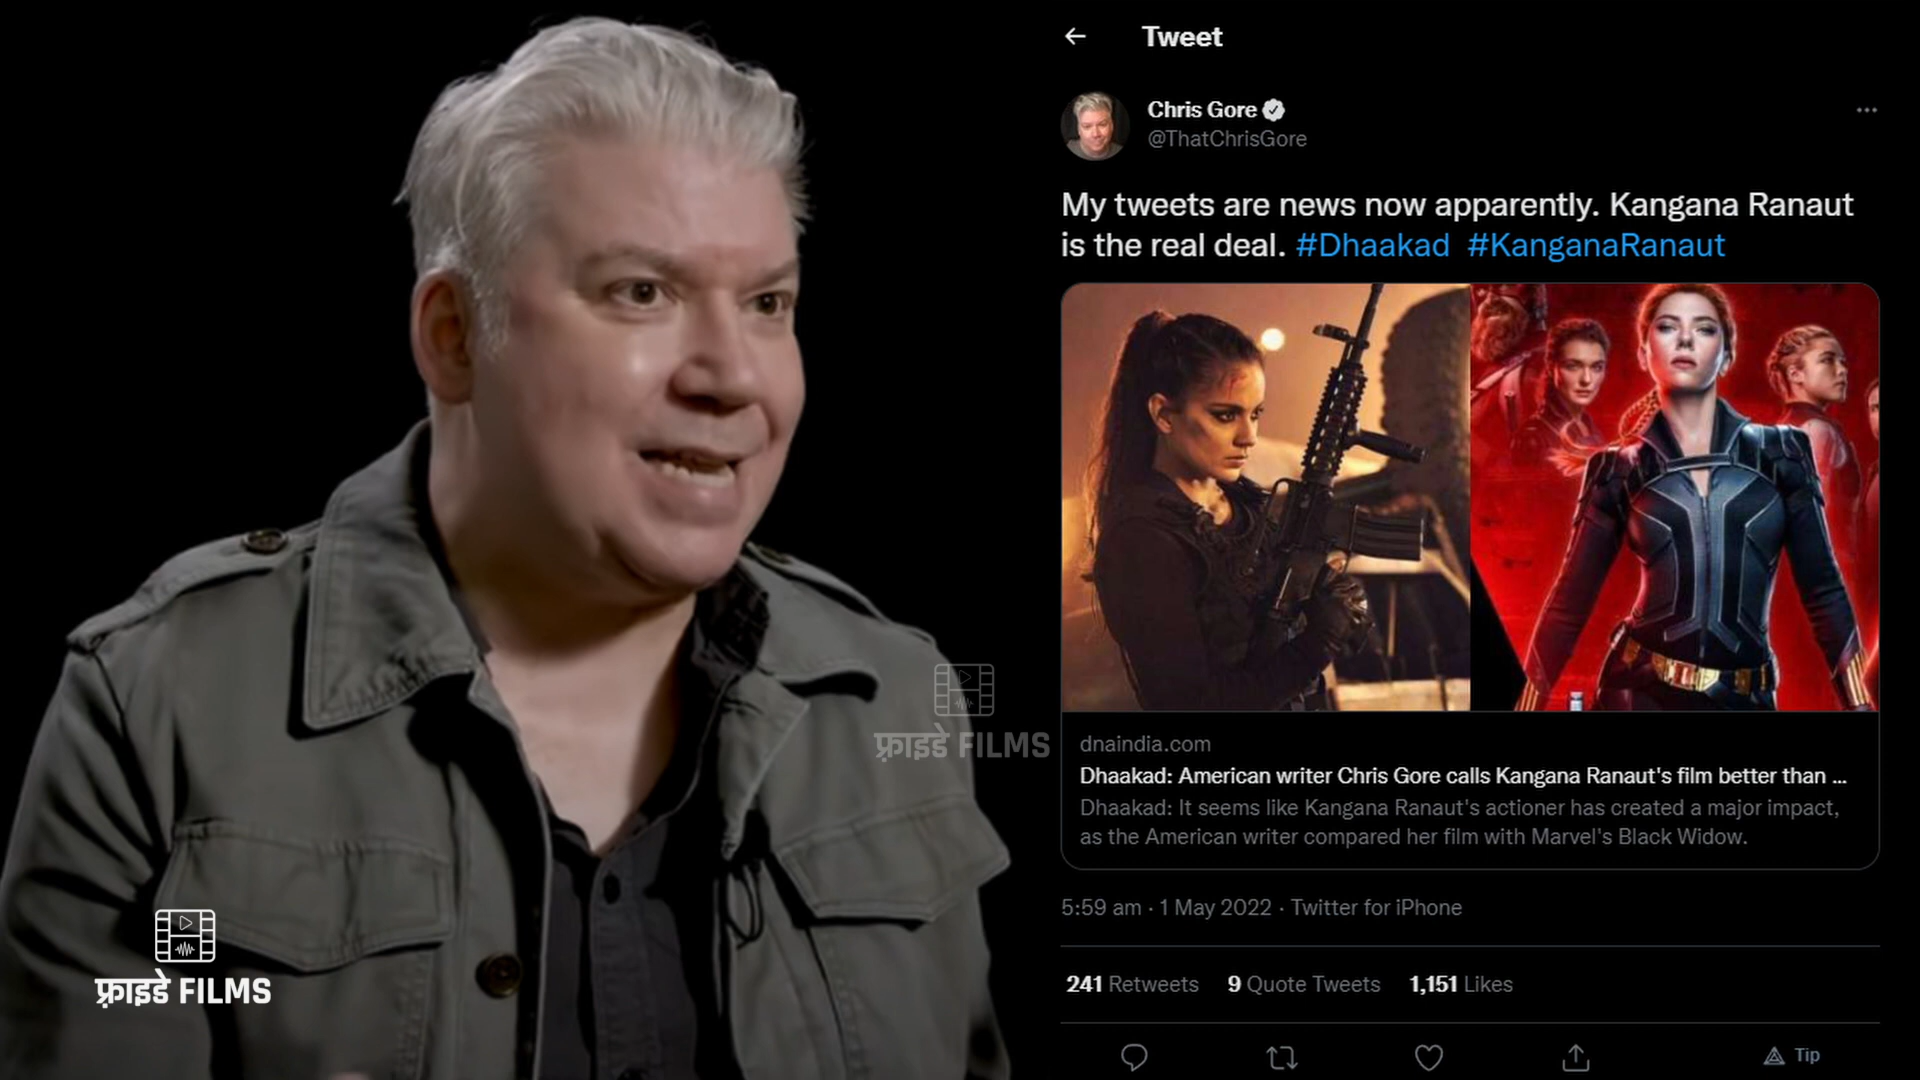 Tweet
Chris Gore
@ThatChrisGore
My tweets are news now apparently. Kangana Ranaut
is the real deal. #Dhaakad #KanganaRanaut
dnaindia.com
Dhaakad: American writer Chris Gore calls Kangana Ranaut's film better than ...
Dhaakad: It seems like Kangana Ranaut's actioner has created a major impact,
as the American writer compared her film with Marvel's Black Widow.
5:59 am · 1 May 2022 · Twitter for iPhone
241 Retweets 9 Quote Tweets 1,151 Likes
Tip
फ़्राइडे FILMS
फ़्राइडे FILMS